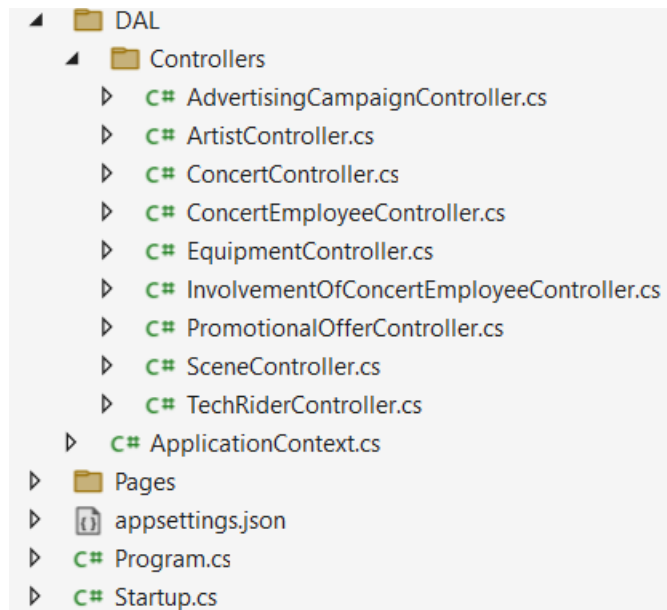 DAL
Controllers
C# AdvertisingCampaignController.cs
C# ArtistController.cs
C# ConcertController.cs
C# ConcertEmployeeController.cs
C# EquipmentController.cs
C# InvolvementOfConcertEmployeeController.cs
C# PromotionalOfferController.cs
C# SceneController.cs
C# TechRiderController.cs
C# ApplicationContext.cs
Pages
{} appsettings.json
C# Program.cs
C# Startup.cs